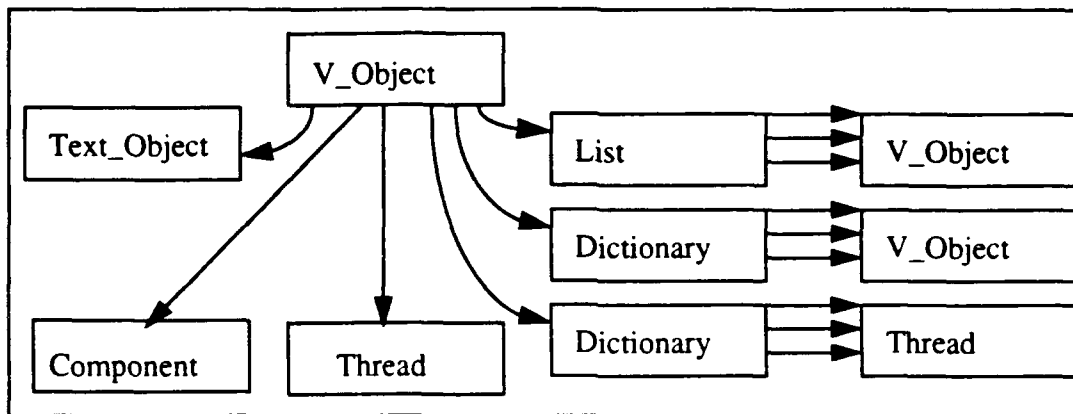 V_Object
Text_Object
List
V_Object
Dictionary
V_Object
Component
Thread
Dictionary
Thread